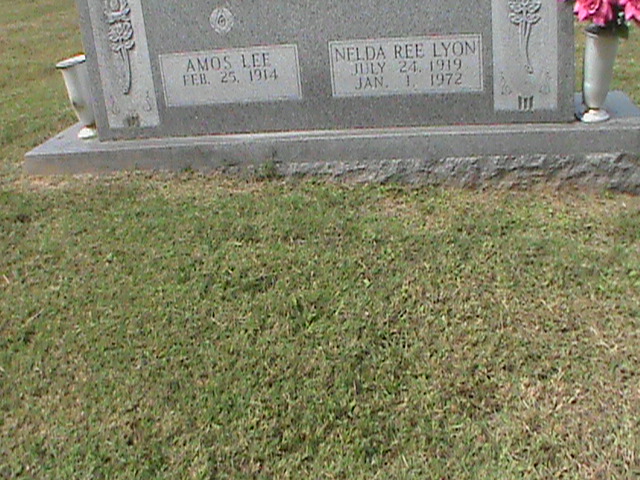 AMOS LEE
FEB. 25, 1914
NELDA REE LYON
JULY 24, 1919
JAN. 1, 1972